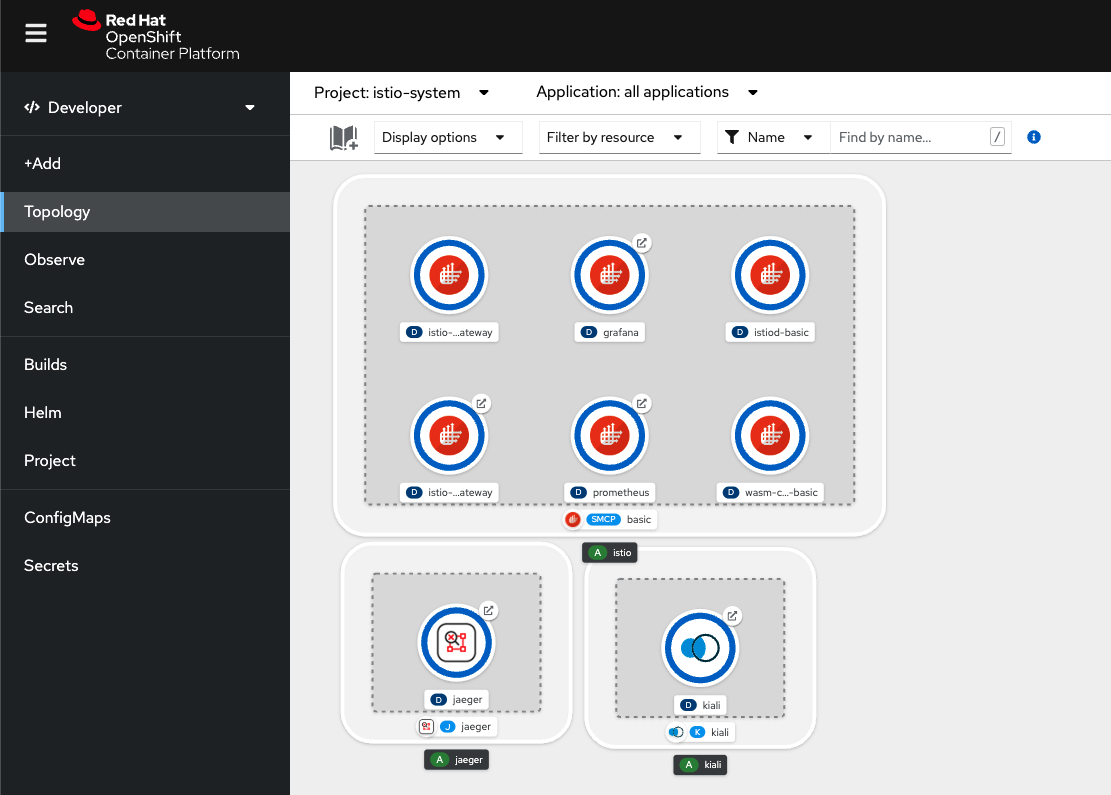 Red Hat
OpenShift
Container Platform
Developer
+Add
Topology
Observe
Search
Builds
Helm
Project
ConfigMaps
Secrets
Project: istio-system
Application: all applications
Display options
Filter by resource
Name
Find by name...
/
i
D istio-...ateway
D grafana
D istiod-basic
D istio-...ateway
D prometheus
D wasm-c...-basic
SMCP basic
A istio
D jaeger
J jaeger
A jaeger
D kiali
K kiali
A kiali